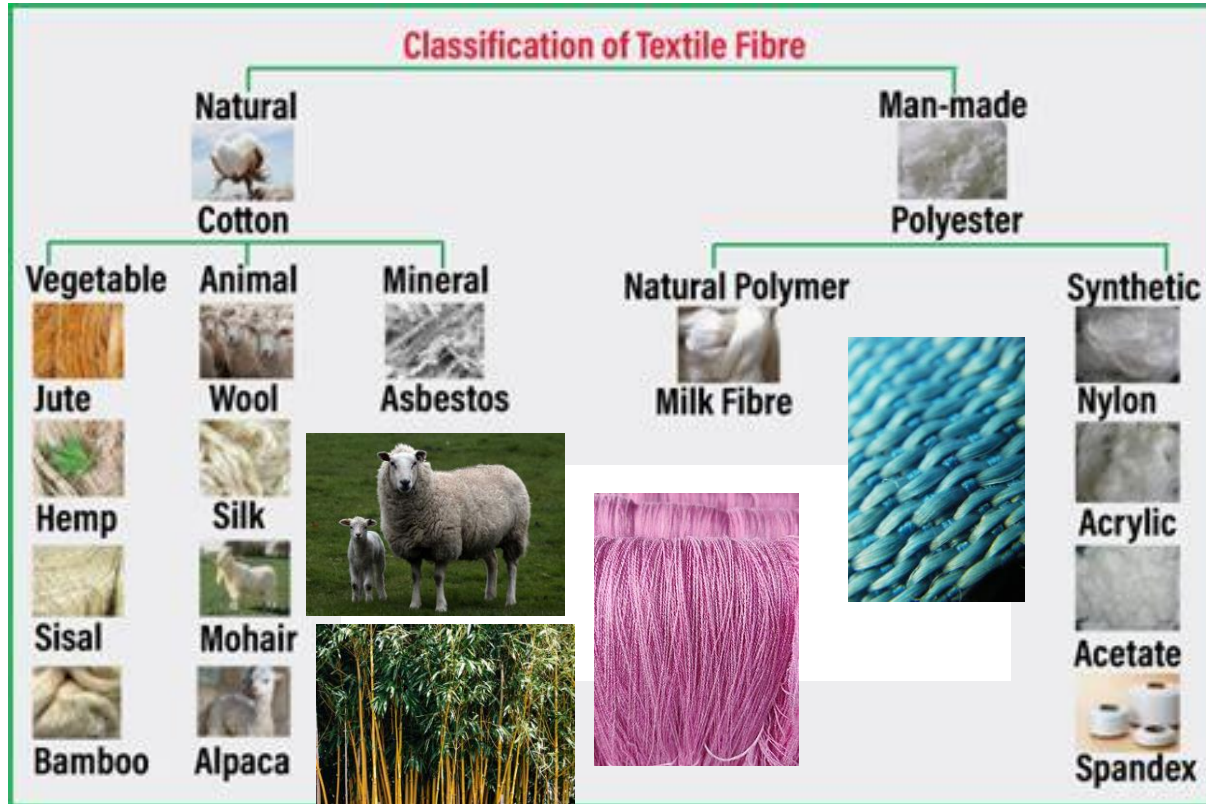 Classification of Textile Fibre
Natural
Man-made
Cotton
Polyester
Vegetable
Animal
Mineral
Natural Polymer
Synthetic
Jute
Wool
Asbestos
Milk Fibre
Nylon
Hemp
Silk
Acrylic
Sisal
Mohair
Acetate
Bamboo
Alpaca
Spandex